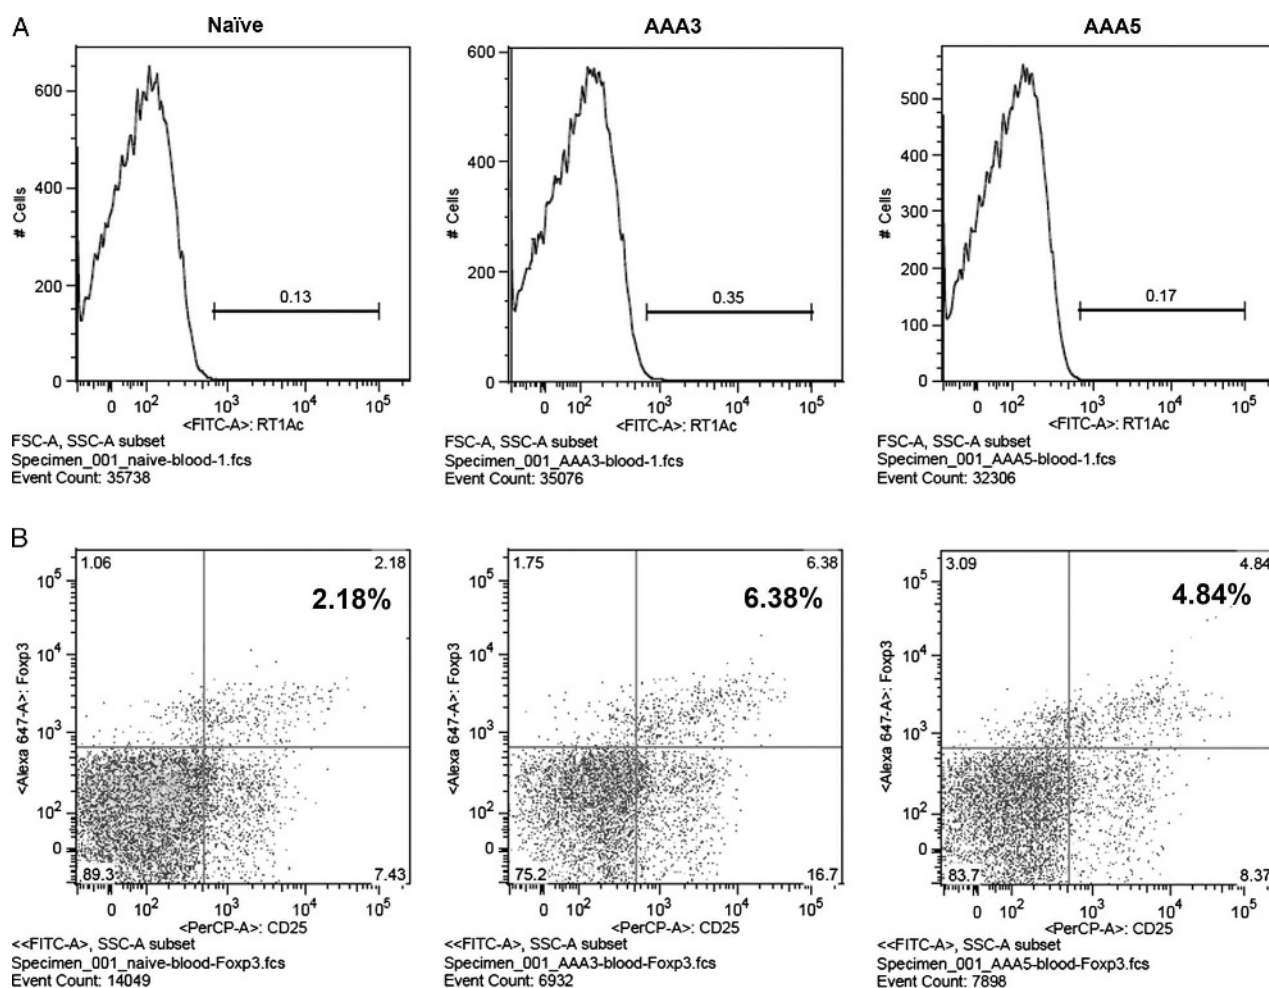 A
Naïve
AAA3
AAA5
# Cells
600
400
200
0
0.13
0 10² 10³ 10⁴ 10⁵
<FITC-A>: RT1Ac
FSC-A, SSC-A subset
Specimen_001_naive-blood-1.fcs
Event Count: 35738
# Cells
600
400
200
0
0.35
0 10² 10³ 10⁴ 10⁵
<FITC-A>: RT1Ac
FSC-A, SSC-A subset
Specimen_001_AAA3-blood-1.fcs
Event Count: 35076
# Cells
500
400
300
200
100
0
0.17
0 10² 10³ 10⁴ 10⁵
<FITC-A>: RT1Ac
FSC-A, SSC-A subset
Specimen_001_AAA5-blood-1.fcs
Event Count: 32306
B
<Alexa 647-A>: Foxp3
1.06 2.18
2.18%
10⁵
10⁴
10³
10²
0
89.3 7.43
0 10² 10³ 10⁴ 10⁵
<PerCP-A>: CD25
<<FITC-A>, SSC-A subset
Specimen_001_naive-blood-Foxp3.fcs
Event Count: 14049
<Alexa 647-A>: Foxp3
1.75 6.38
6.38%
10⁵
10⁴
10³
10²
0
75.2 16.7
0 10² 10³ 10⁴ 10⁵
<PerCP-A>: CD25
<<FITC-A>, SSC-A subset
Specimen_001_AAA3-blood-Foxp3.fcs
Event Count: 6932
<Alexa 647-A>: Foxp3
3.09 4.84
4.84%
10⁵
10⁴
10³
10²
0
83.7 8.37
0 10² 10³ 10⁴ 10⁵
<PerCP-A>: CD25
<<FITC-A>, SSC-A subset
Specimen_001_AAA5-blood-Foxp3.fcs
Event Count: 7898